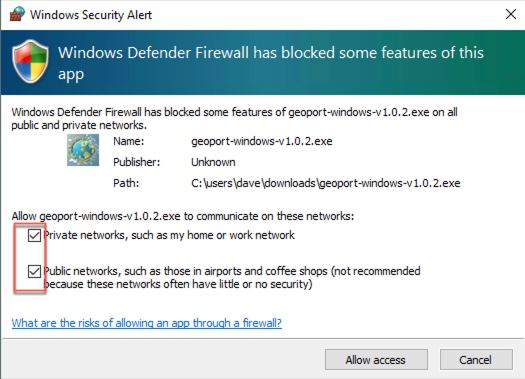 Windows Security Alert
Windows Defender Firewall has blocked some features of this
app
Windows Defender Firewall has blocked some features of geoport-windows-v1.0.2.exe on all
public and private networks.
Name: geoport-windows-v1.0.2.exe
Publisher: Unknown
Path: C:\users\dave\downloads\geoport-windows-v1.0.2.exe
Allow geoport-windows-v1.0.2.exe to communicate on these networks:
Private networks, such as my home or work network
Public networks, such as those in airports and coffee shops (not recommended
because these networks often have little or no security)
What are the risks of allowing an app through a firewall?
Allow access
Cancel